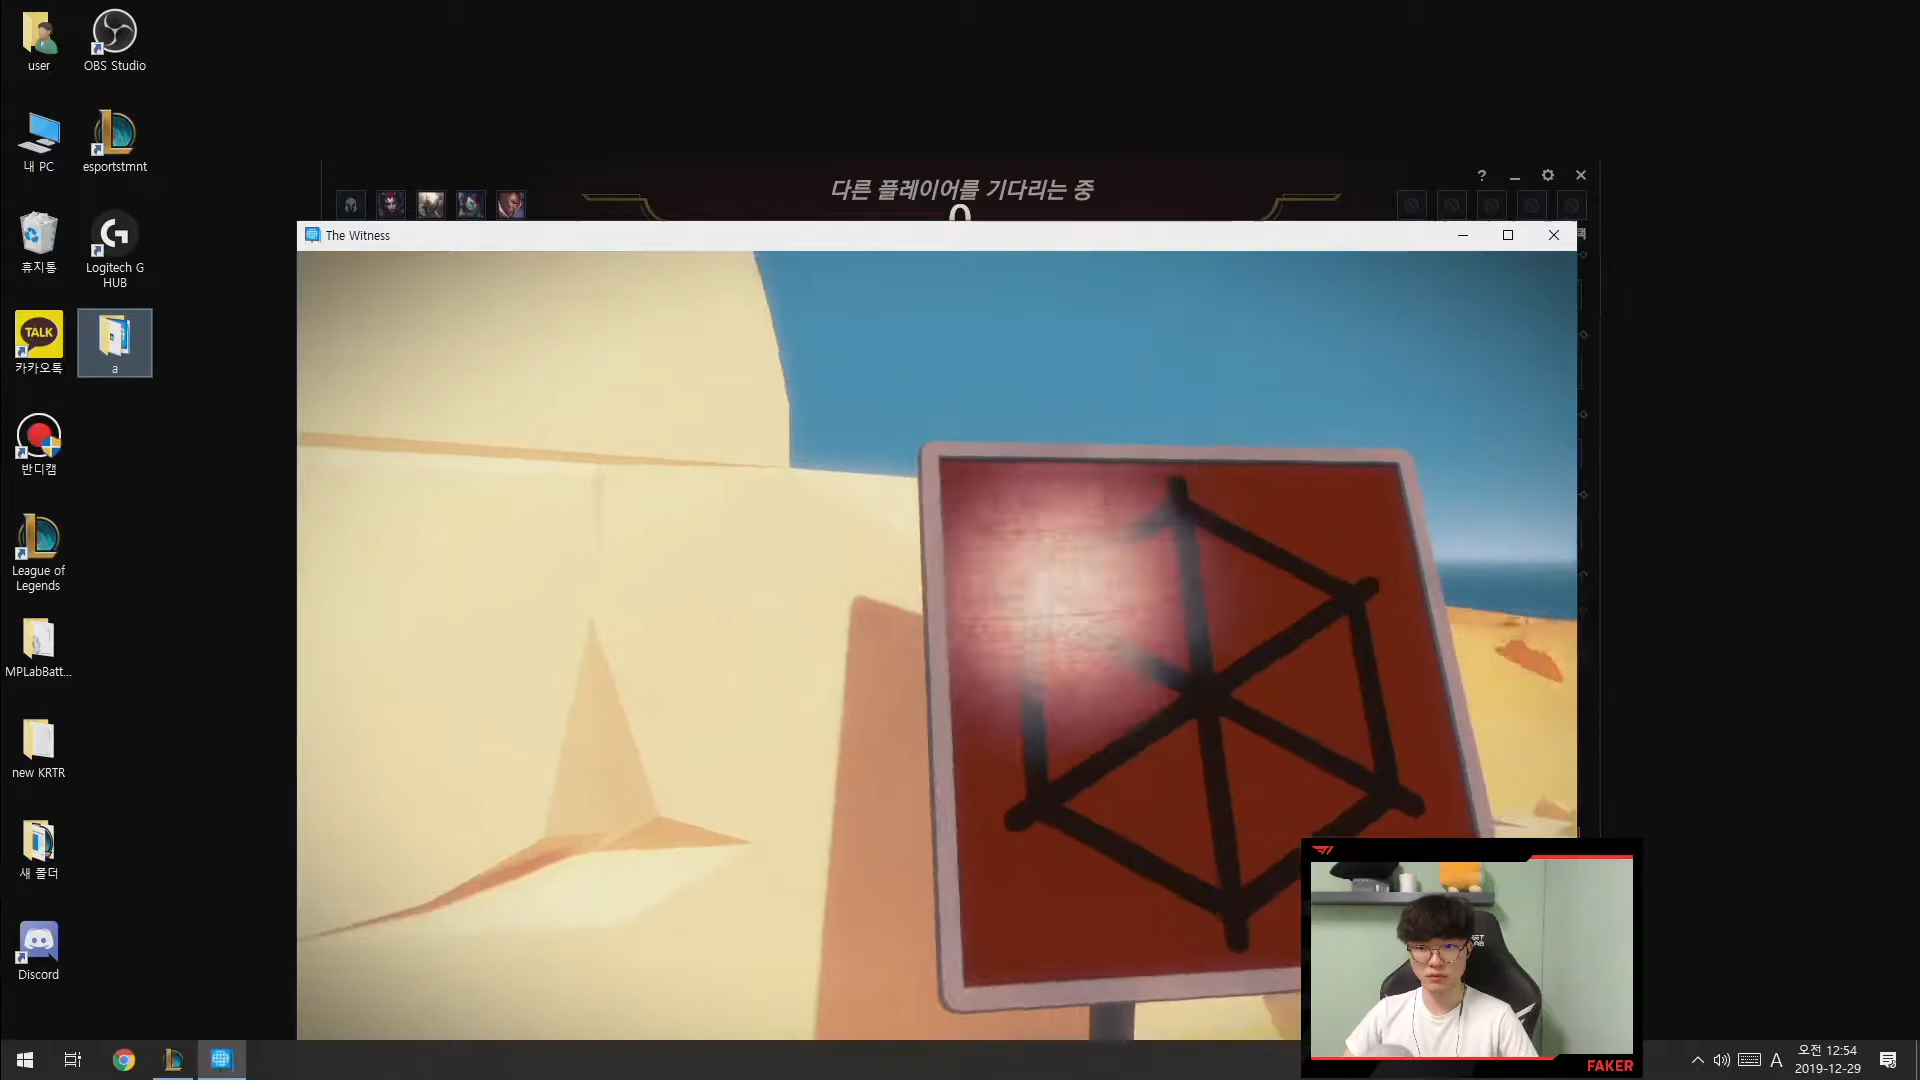 user
OBS Studio
내 PC
esportstmnt
휴지통
Logitech G
HUB
TALK
카카오톡
a
반디캠
League of
Legends
MPLabBatt...
new KRTR
새 폴더
Discord
다른 플레이어를 기다리는 중
0
?
The Witness
FAKER
A
오전 12:54
2019-12-29